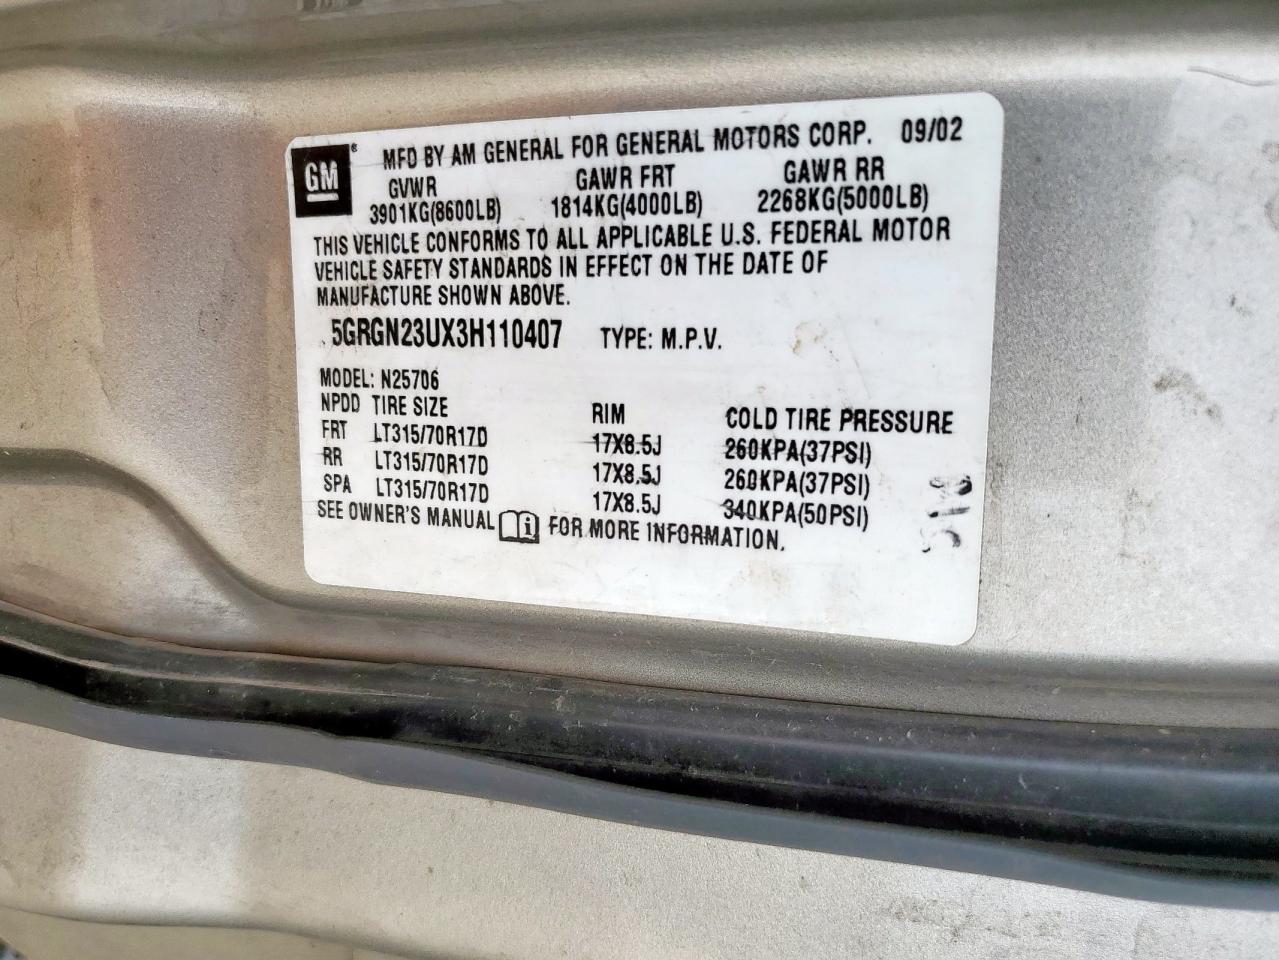 GM ® MFD BY AM GENERAL FOR GENERAL MOTORS CORP. 09/02
GVWR GAWR FRT GAWR RR
3901KG(8600LB) 1814KG(4000LB) 2268KG(5000LB)
THIS VEHICLE CONFORMS TO ALL APPLICABLE U.S. FEDERAL MOTOR
VEHICLE SAFETY STANDARDS IN EFFECT ON THE DATE OF
MANUFACTURE SHOWN ABOVE.
5GRGN23UX3H110407 TYPE: M.P.V.
MODEL: N25706
NPDD TIRE SIZE RIM COLD TIRE PRESSURE
FRT LT315/70R17D 17X8.5J 260KPA(37PSI)
RR LT315/70R17D 17X8.5J 260KPA(37PSI)
SPA LT315/70R17D 17X8.5J 340KPA(50PSI)
SEE OWNER'S MANUAL FOR MORE INFORMATION.